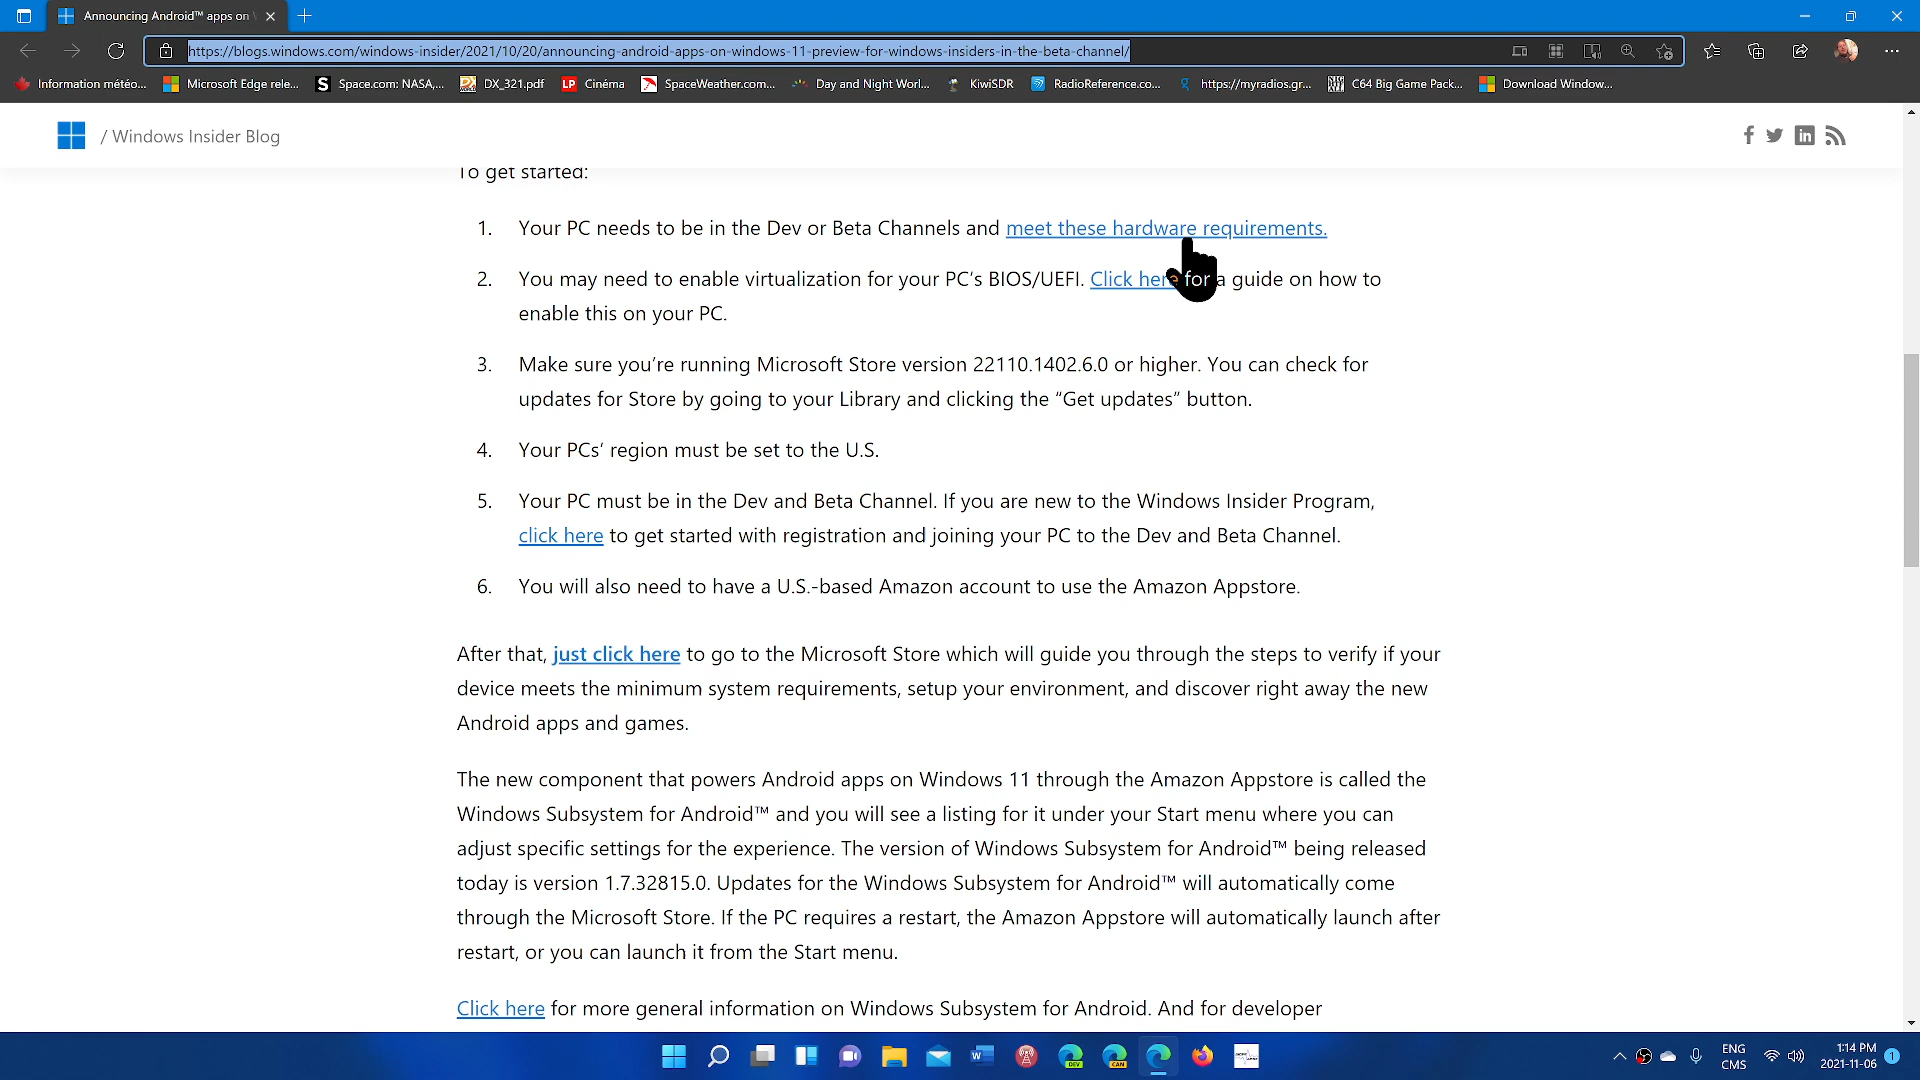 Announcing Android™ apps on
https://blogs.windows.com/windows-insider/2021/10/20/announcing-android-apps-on-windows-11-preview-for-windows-insiders-in-the-beta-channel/
Information météo... Microsoft Edge rele... Space.com: NASA,... DX_321.pdf LP Cinéma SpaceWeather.com... Day and Night Worl... KiwiSDR RadioReference.co... https://myradios.gr... C64 Big Game Pack... Download Window...
/ Windows Insider Blog
To get started:
1. Your PC needs to be in the Dev or Beta Channels and meet these hardware requirements.
2. You may need to enable virtualization for your PC's BIOS/UEFI. Click here for a guide on how to
enable this on your PC.
3. Make sure you're running Microsoft Store version 22110.1402.6.0 or higher. You can check for
updates for Store by going to your Library and clicking the "Get updates" button.
4. Your PCs' region must be set to the U.S.
5. Your PC must be in the Dev and Beta Channel. If you are new to the Windows Insider Program,
click here to get started with registration and joining your PC to the Dev and Beta Channel.
6. You will also need to have a U.S.-based Amazon account to use the Amazon Appstore.
After that, just click here to go to the Microsoft Store which will guide you through the steps to verify if your
device meets the minimum system requirements, setup your environment, and discover right away the new
Android apps and games.
The new component that powers Android apps on Windows 11 through the Amazon Appstore is called the
Windows Subsystem for Android™ and you will see a listing for it under your Start menu where you can
adjust specific settings for the experience. The version of Windows Subsystem for Android™ being released
today is version 1.7.32815.0. Updates for the Windows Subsystem for Android™ will automatically come
through the Microsoft Store. If the PC requires a restart, the Amazon Appstore will automatically launch after
restart, or you can launch it from the Start menu.
Click here for more general information on Windows Subsystem for Android. And for developer
DEV CAN
ENG
CMS
1:14 PM
2021-11-06
1